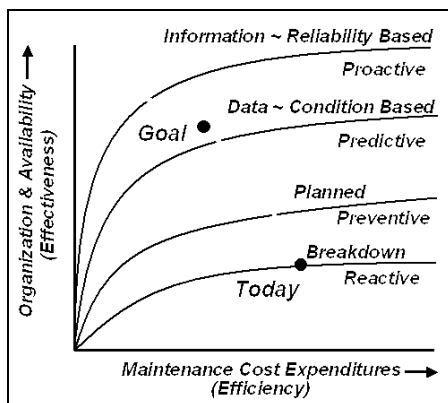 Information ~ Reliability Based
Proactive
Data ~ Condition Based
Predictive
Goal
Planned
Preventive
Breakdown
Reactive
Today
Organization & Availability
(Effectiveness)
Maintenance Cost Expenditures
(Efficiency)